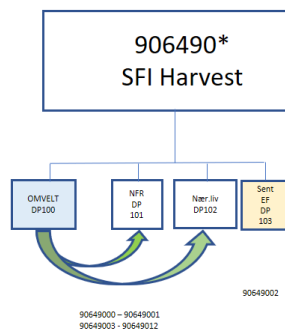 906490*
SFI Harvest
OMVELT
DP100
NFR
DP
101
Nær.liv
DP102
Sent
EF
DP
103
90649002
90649000 – 90649001
90649003 - 90649012